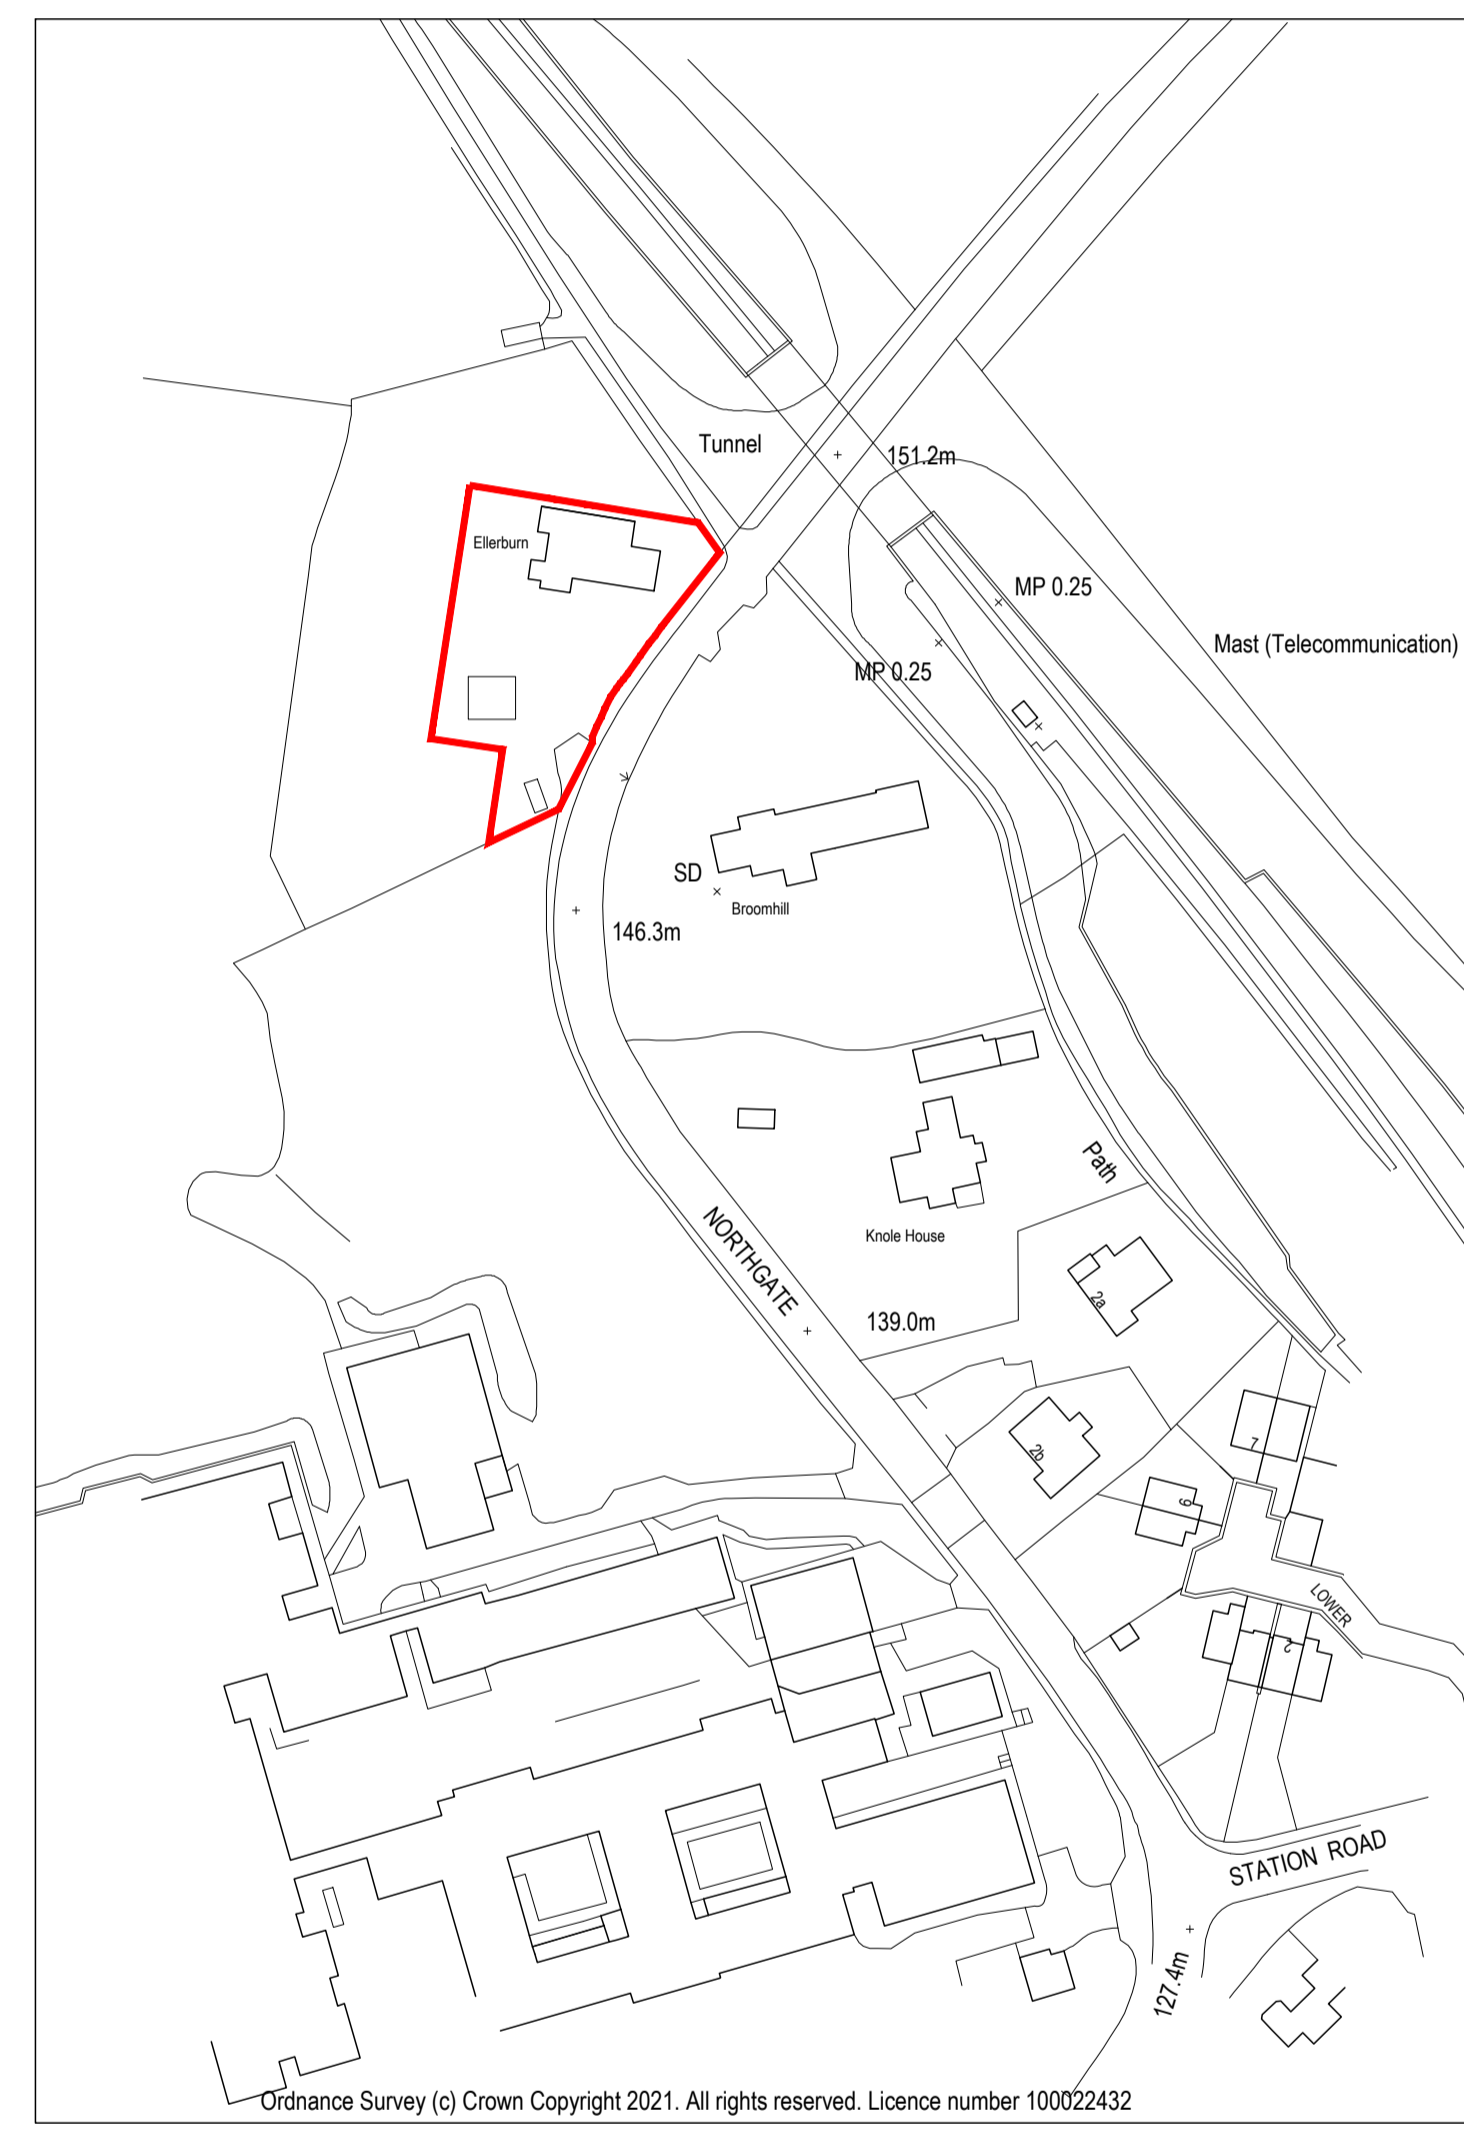 Tunnel
151.2m
Ellerburn
MP 0.25
Mast (Telecommunication)
MP 0.25
SD
Broomhill
146.3m
Path
NORTHGATE
Knole House
2a
139.0m
2b
7
6
LOWER
2
STATION ROAD
127.4m
Ordnance Survey (c) Crown Copyright 2021. All rights reserved. Licence number 100022432